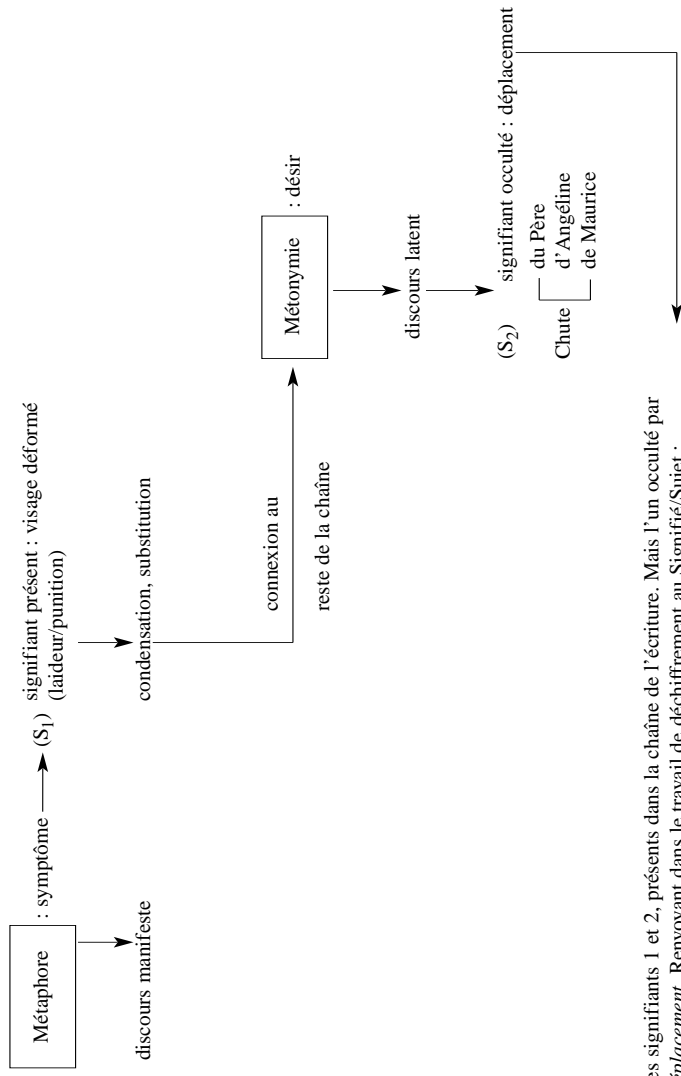 Métaphore : symptôme (S1) signifiant présent : visage déformé
(laideur/punition)
discours manifeste
condensation, substitution
connexion au
reste de la chaîne
Métonymie : désir
discours latent
(S2) signifiant occulté : déplacement
Chute du Père
d’Angéline
de Maurice
signifiants 1 et 2, présents dans la chaîne de l’écriture. Mais l’un occulté par
Renvoyant dans le travail de déchiffrement au Signifié/Sujet :